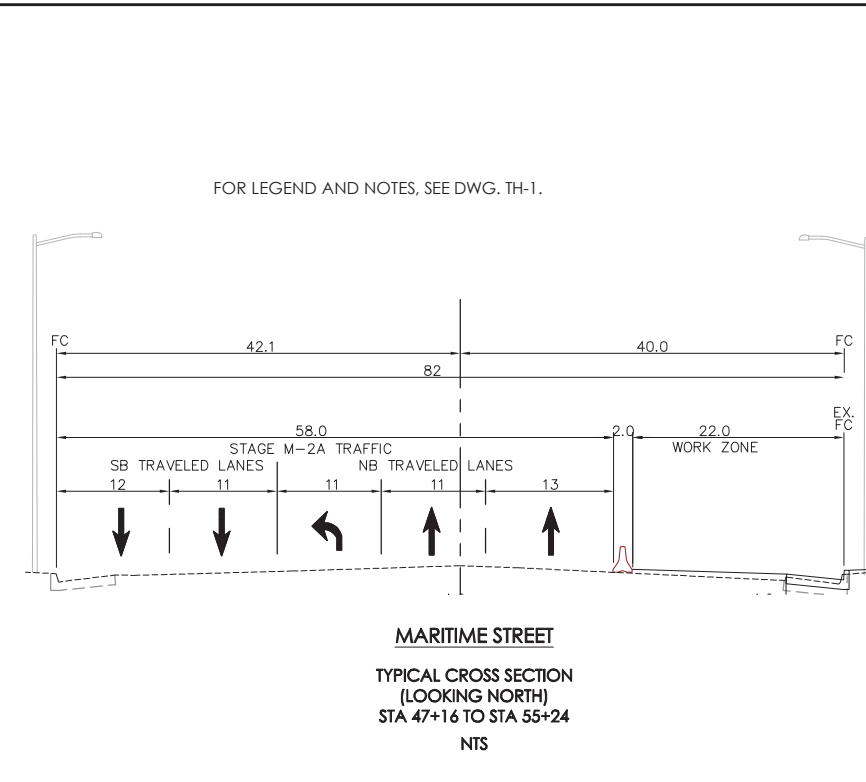 FOR LEGEND AND NOTES, SEE DWG. TH-1.
FC
42.1
40.0
FC
82
EX.
FC
58.0
2.0
22.0
STAGE M-2A TRAFFIC
WORK ZONE
SB TRAVELED LANES
NB TRAVELED LANES
12
11
11
11
13
MARITIME STREET
TYPICAL CROSS SECTION
(LOOKING NORTH)
STA 47+16 TO STA 55+24
NTS